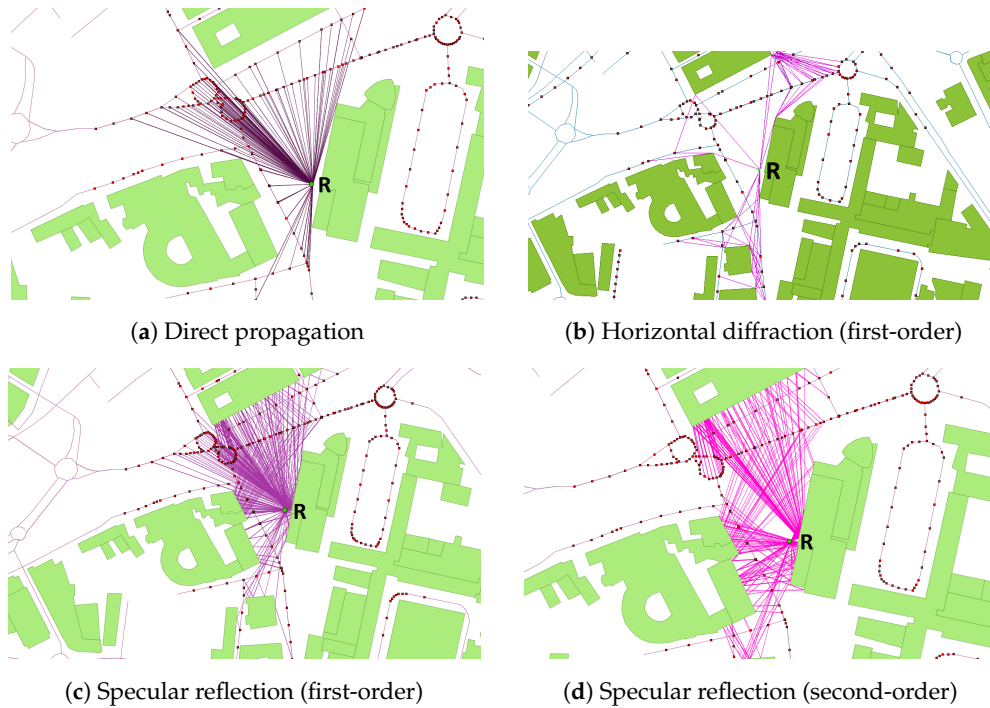 R
(a) Direct propagation
R
(b) Horizontal diffraction (first-order)
R
(c) Specular reflection (first-order)
R
(d) Specular reflection (second-order)